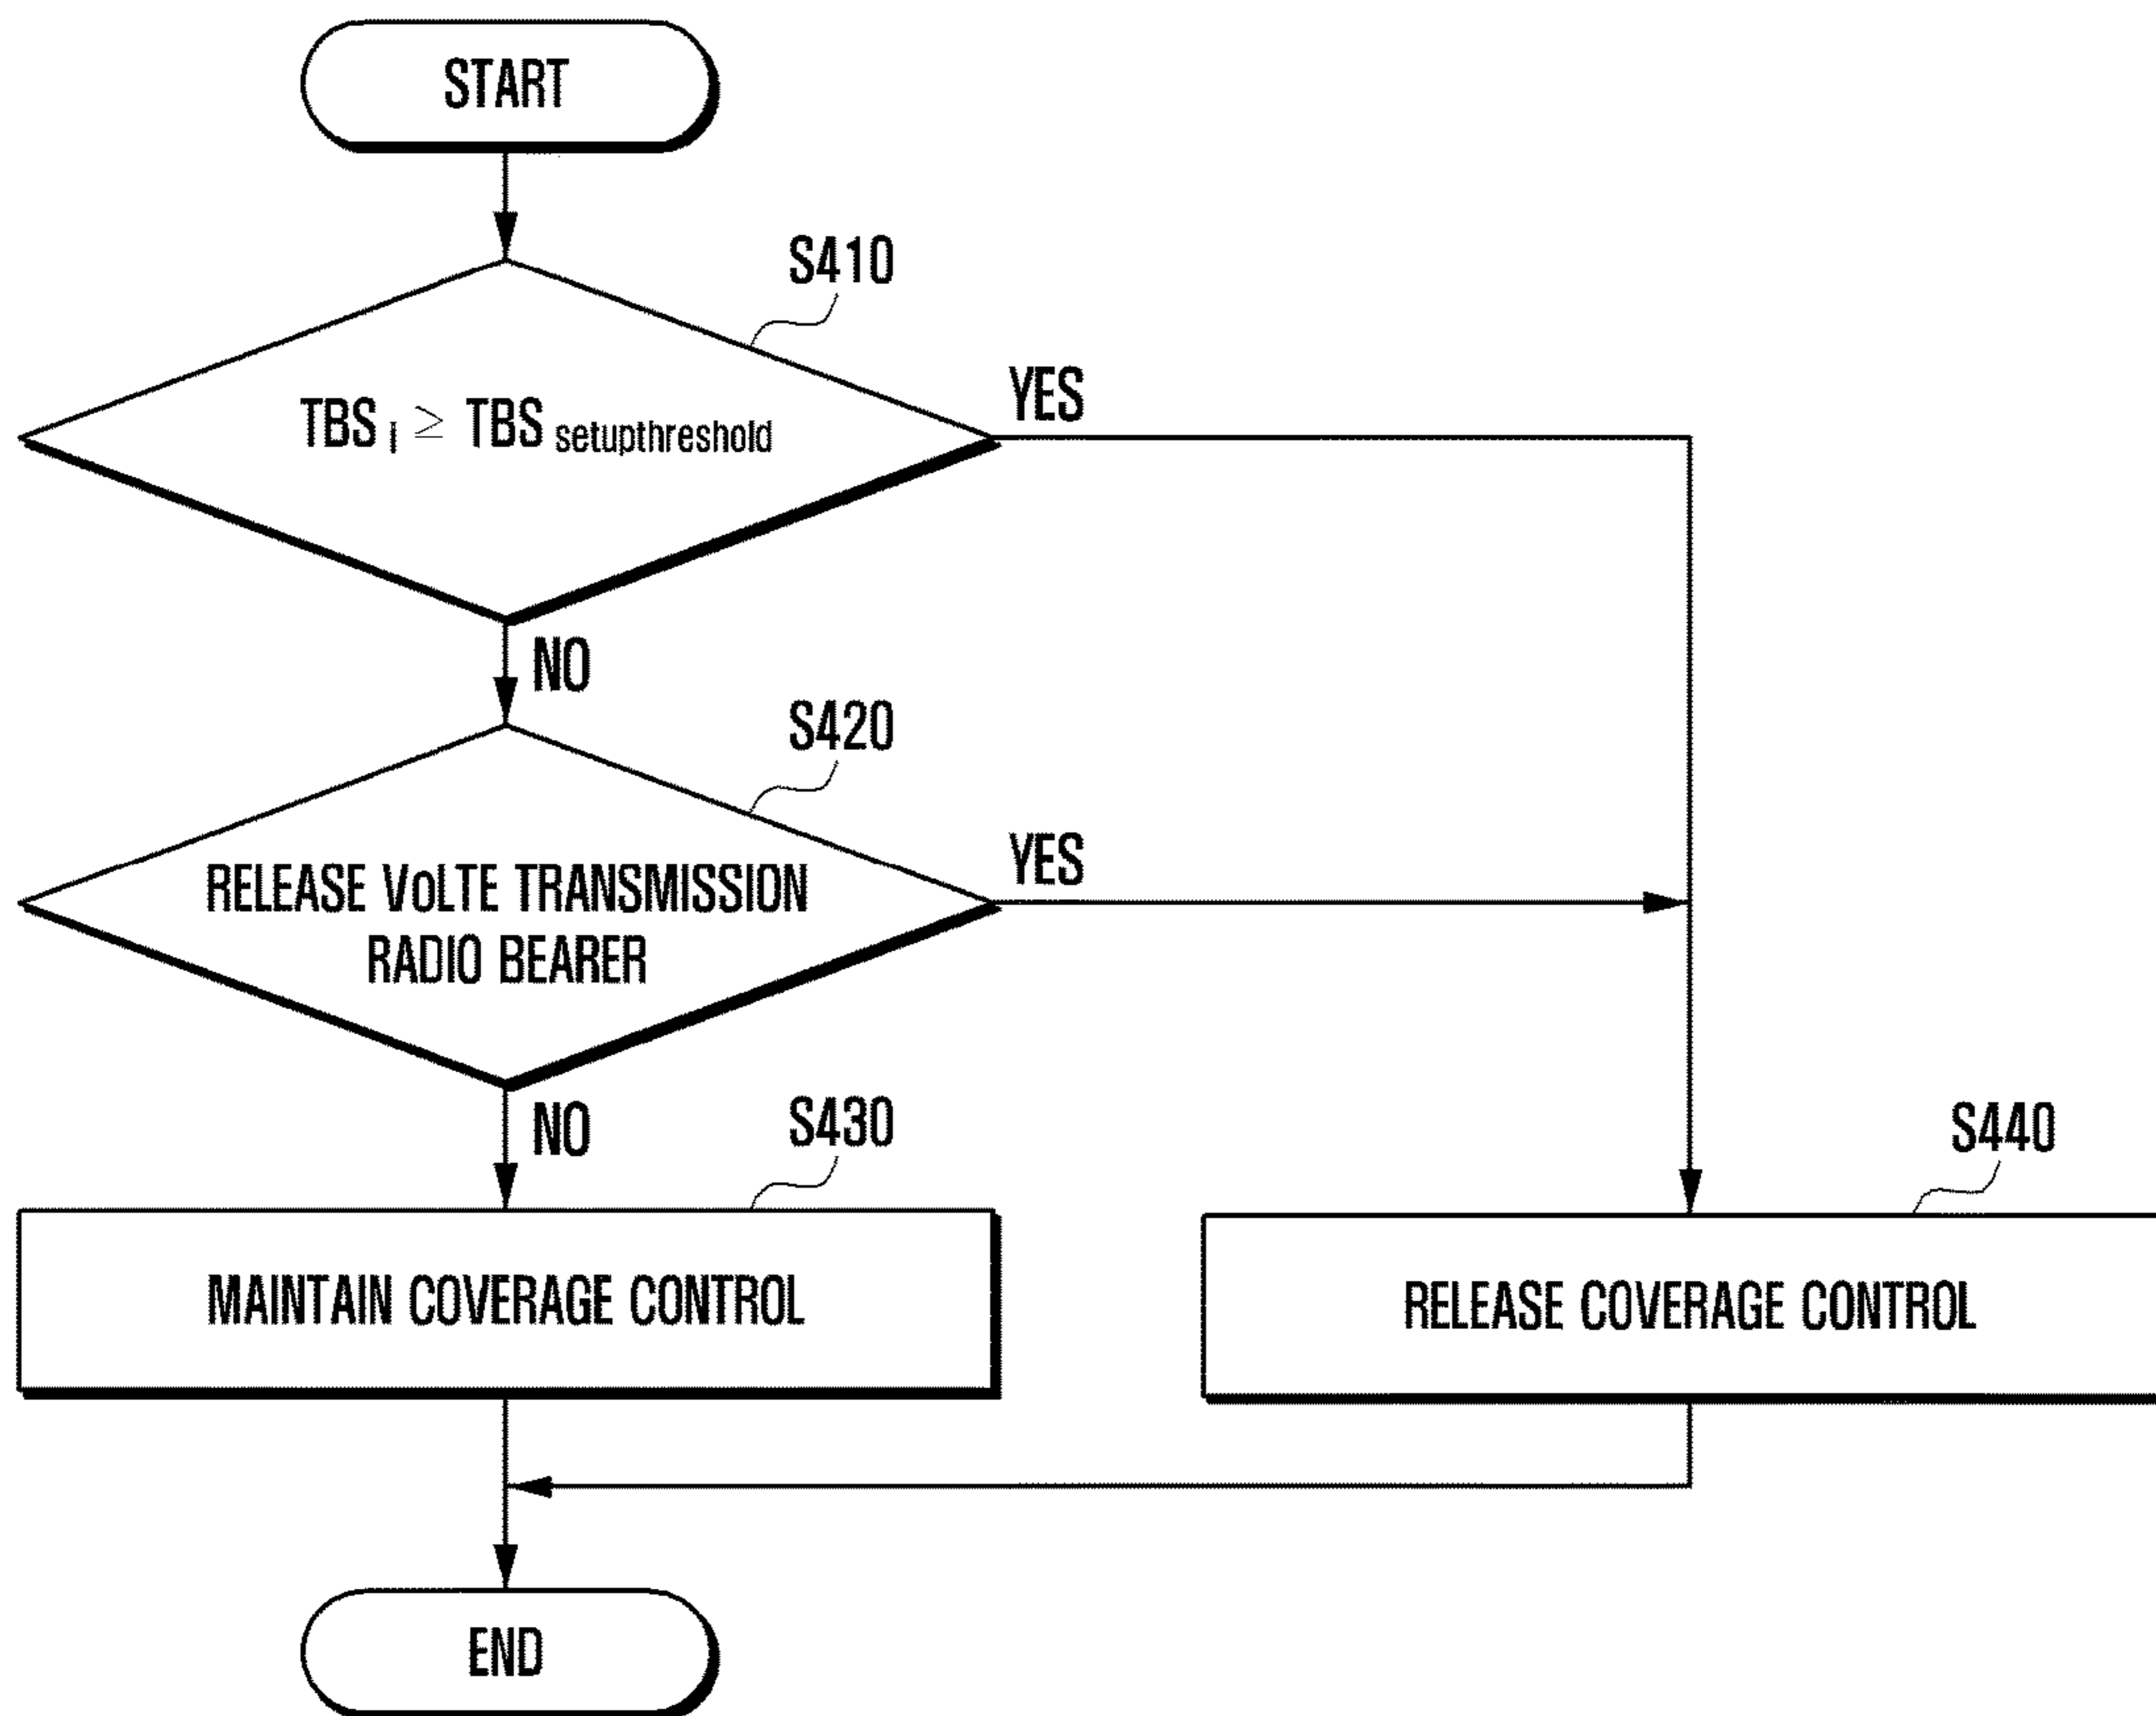 START
S410
TBS i ≥ TBS setupthreshold
YES
NO
S420
RELEASE VoLTE TRANSMISSION
RADIO BEARER
YES
NO
S430
MAINTAIN COVERAGE CONTROL
S440
RELEASE COVERAGE CONTROL
END